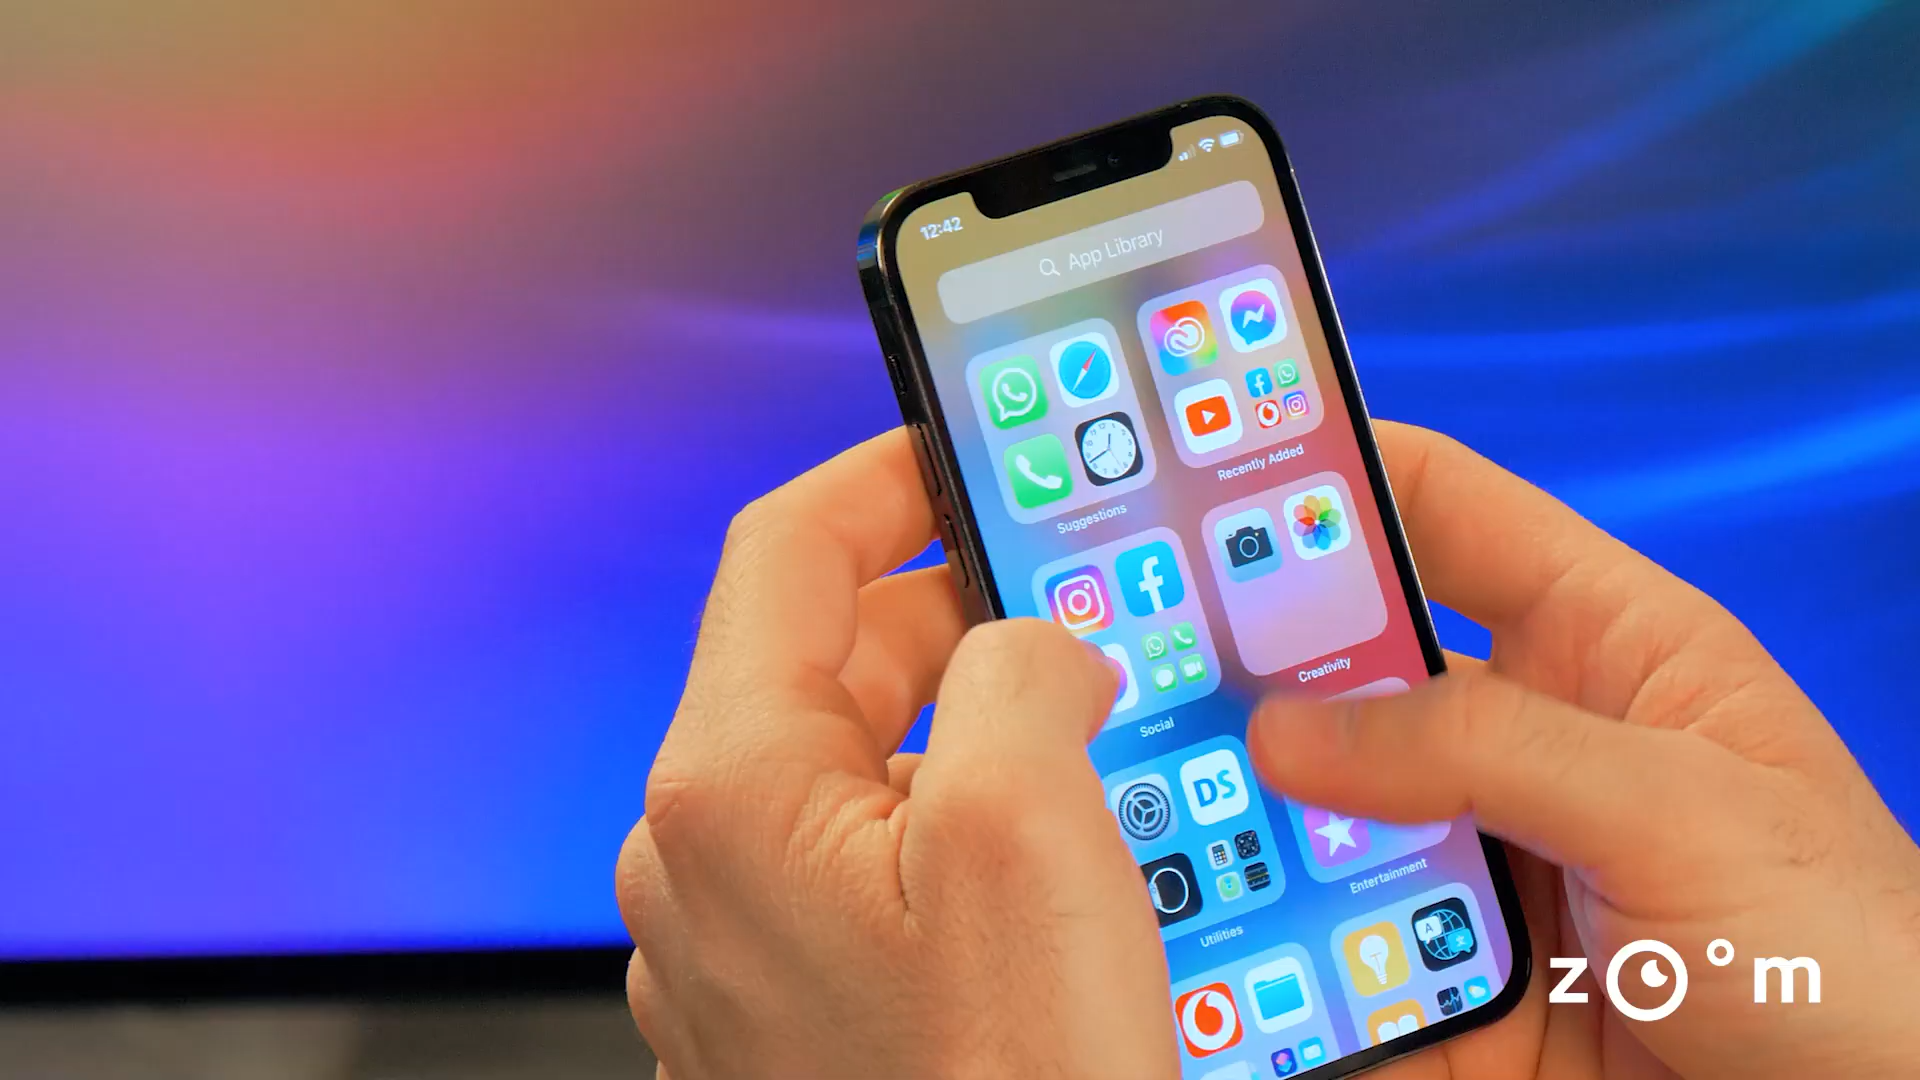 12:42
App Library
Suggestions
Recently Added
Social
Creativity
DS
Utilities
Entertainment
A
zoom